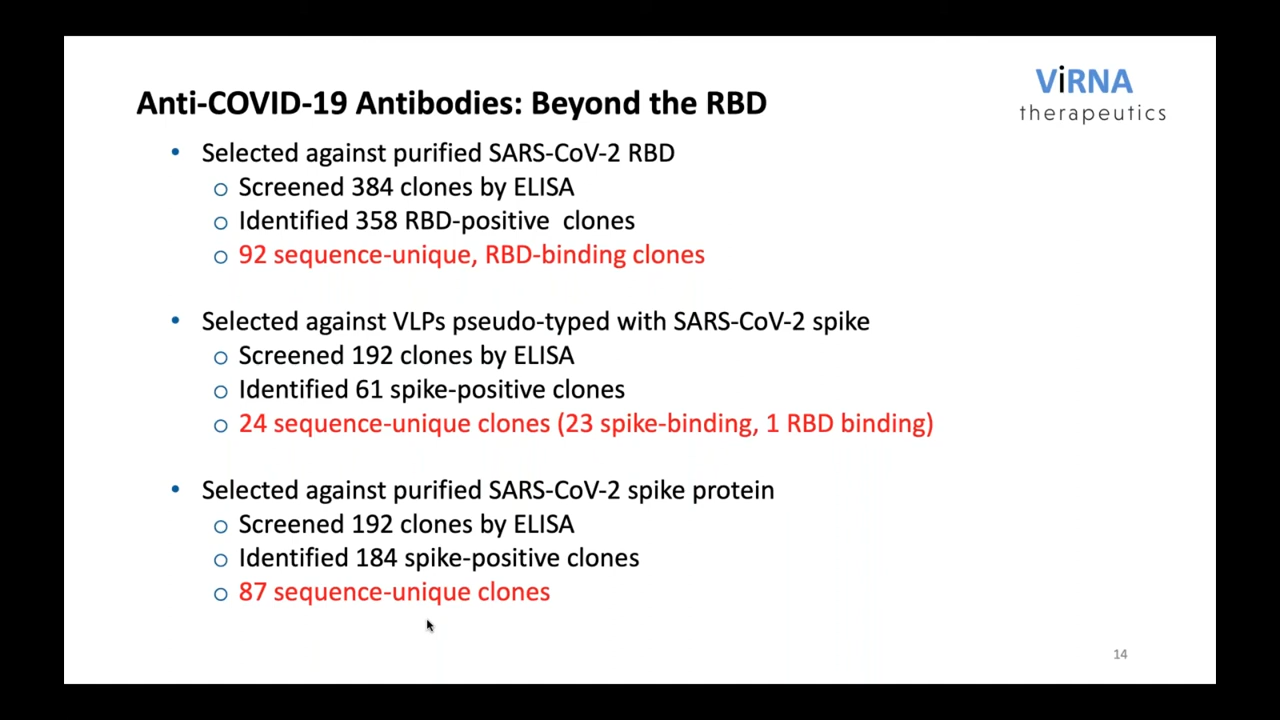 ViRNA
therapeutics
Anti-COVID-19 Antibodies: Beyond the RBD
• Selected against purified SARS-CoV-2 RBD
o Screened 384 clones by ELISA
o Identified 358 RBD-positive  clones
o 92 sequence-unique, RBD-binding clones
• Selected against VLPs pseudo-typed with SARS-CoV-2 spike
o Screened 192 clones by ELISA
o Identified 61 spike-positive clones
o 24 sequence-unique clones (23 spike-binding, 1 RBD binding)
• Selected against purified SARS-CoV-2 spike protein
o Screened 192 clones by ELISA
o Identified 184 spike-positive clones
o 87 sequence-unique clones
14